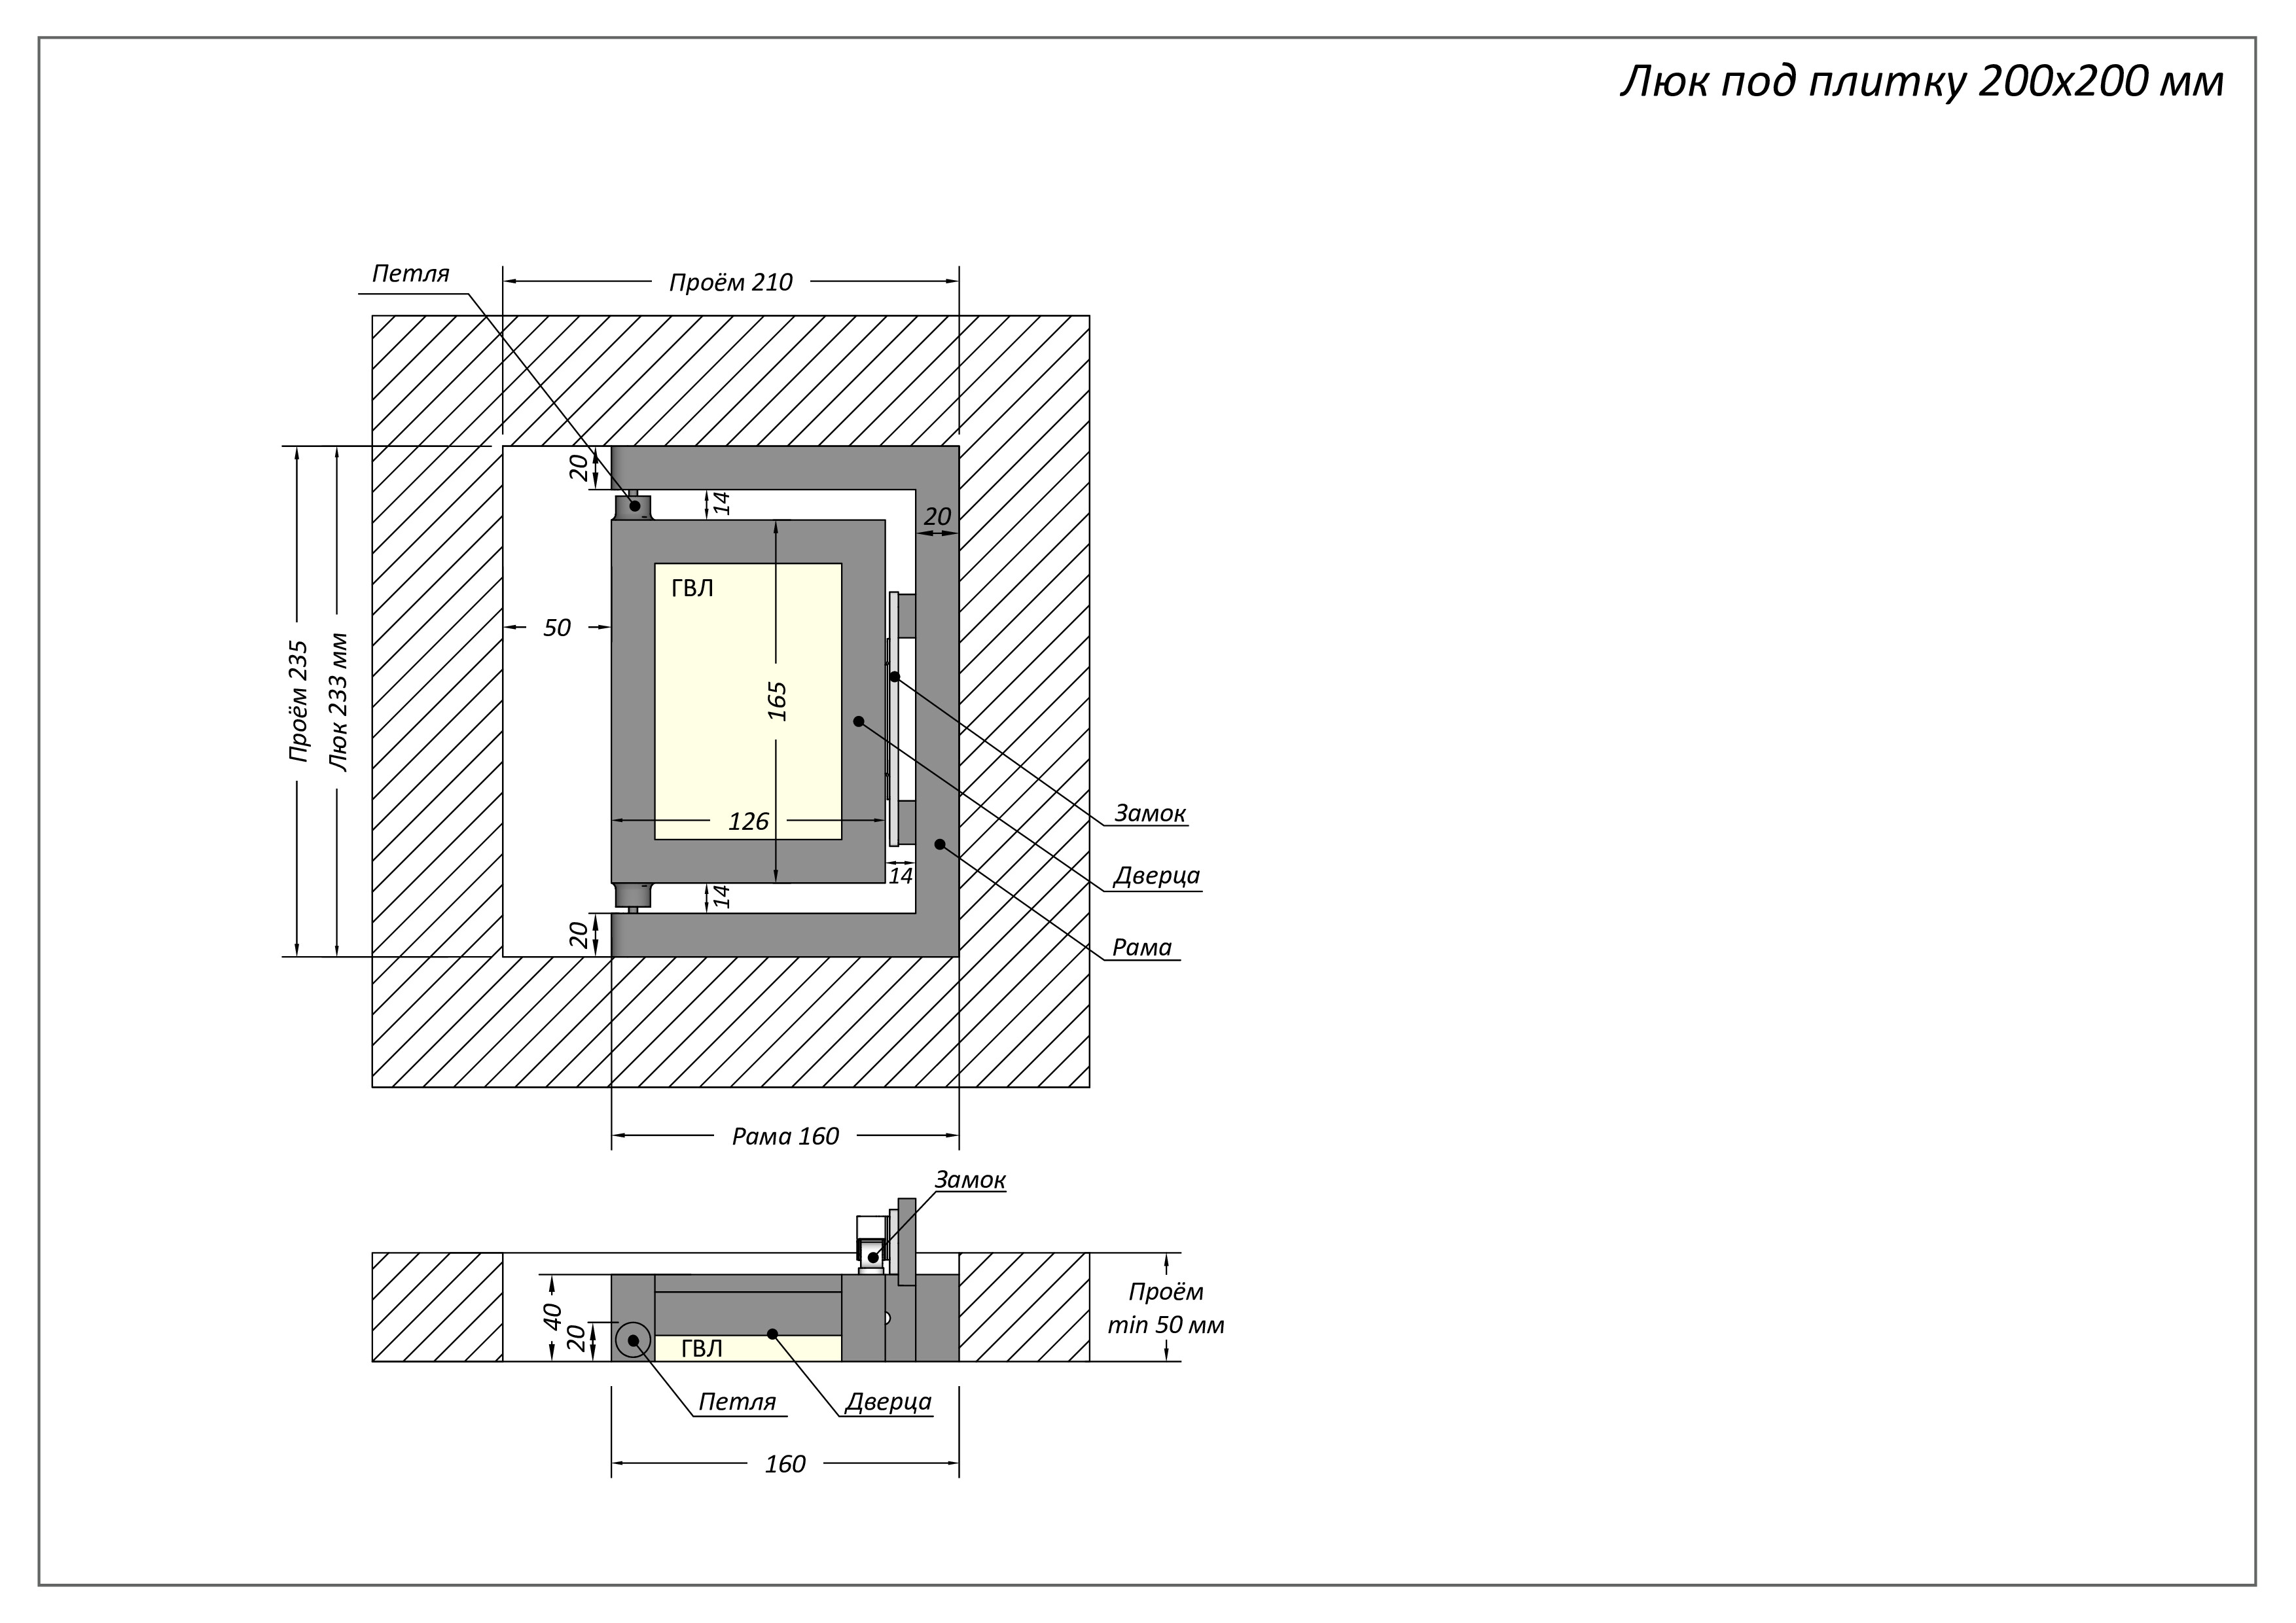 Люк под плитку 200х200 мм
Петля
Проём 210
20
14
20
ГВЛ
50
Проём 235
Люк 233 мм
165
126
Замок
14
Дверца
14
20
Рама
Рама 160
Замок
40
20
ГВЛ
Проём
min 50 мм
Петля
Дверца
160